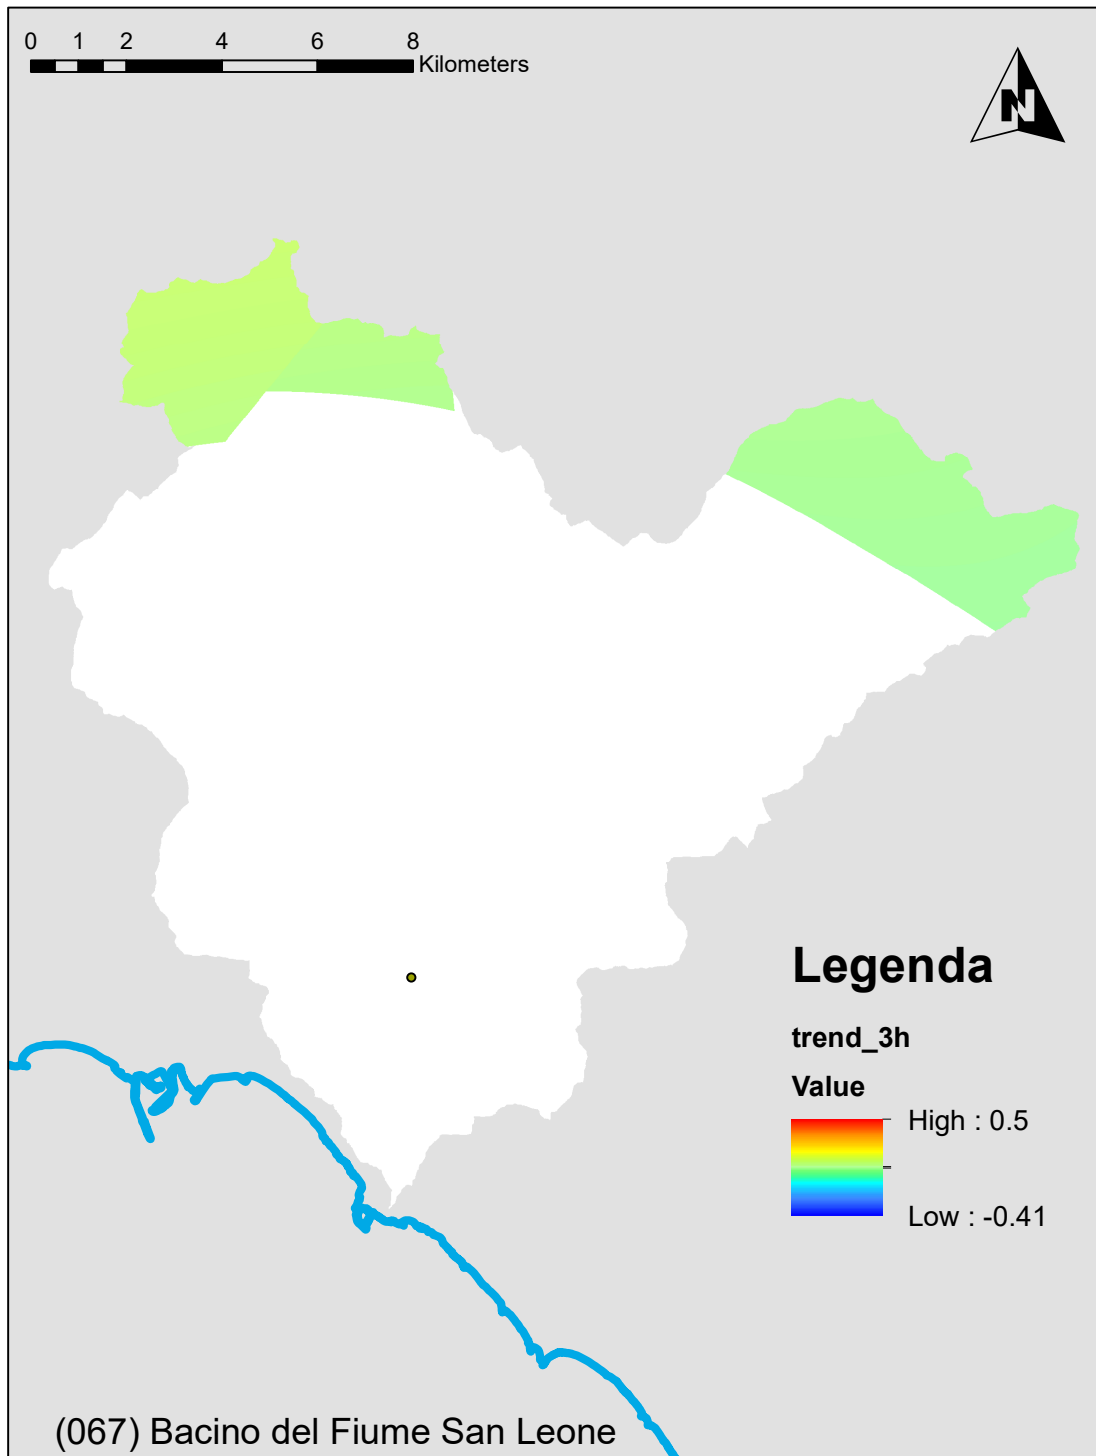 0 1 2 4 6 8
Kilometers
N
Legenda
trend_3h
Value
High : 0.5
Low : -0.41
(067) Bacino del Fiume San Leone